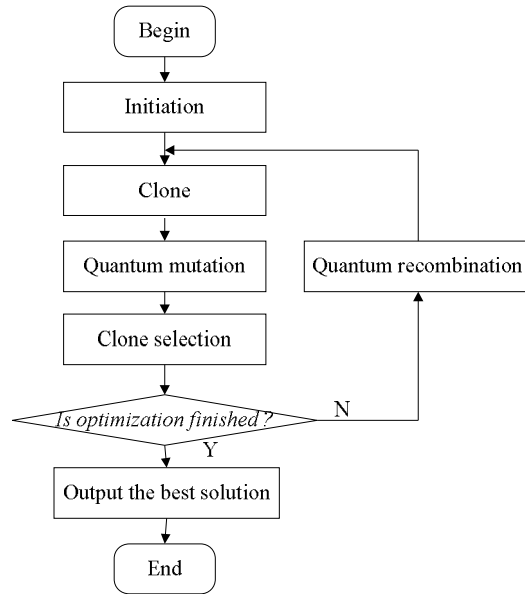 Begin
Initiation
Clone
Quantum mutation
Quantum recombination
Clone selection
Is optimization finished?
N
Y
Output the best solution
End